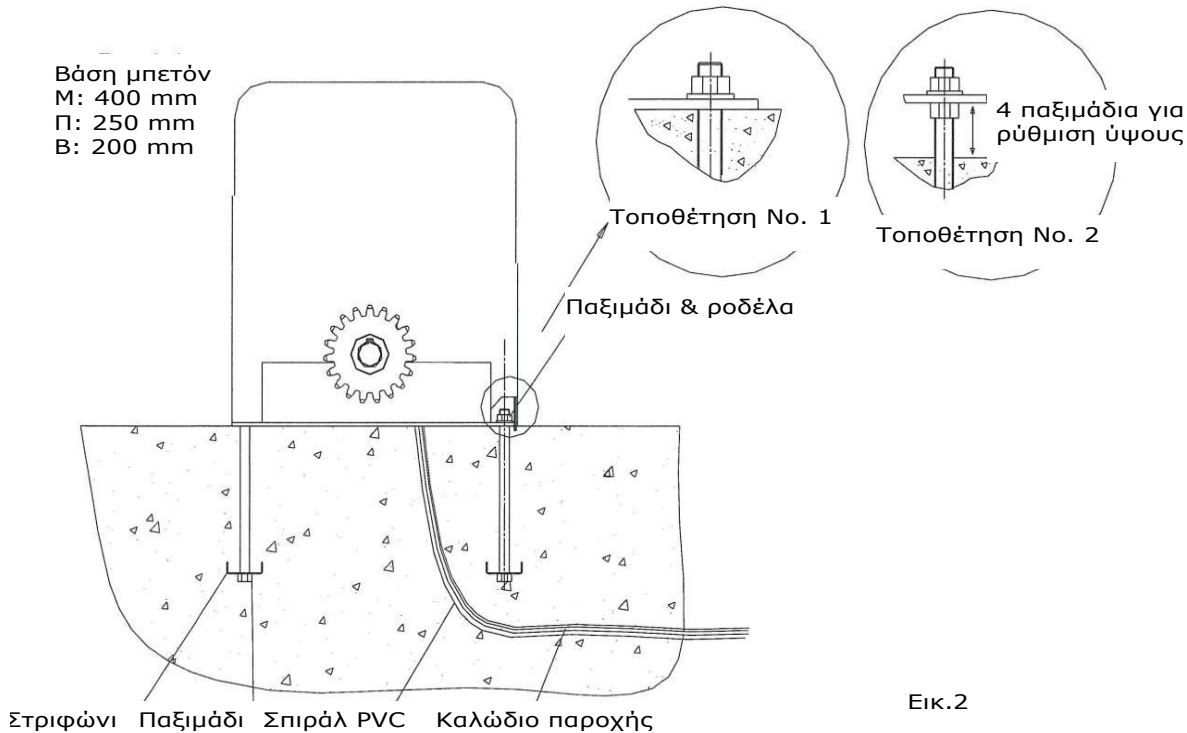 Βάση μπετόν
Μ: 400 mm
Π: 250 mm
Β: 200 mm
4 παξιμάδια για
ρύθμιση ύψους
Τοποθέτηση No. 1
Τοποθέτηση No. 2
Παξιμάδι & ροδέλα
Στριφώνι Παξιμάδι Σπιράλ PVC Καλώδιο παροχής
Εικ.2